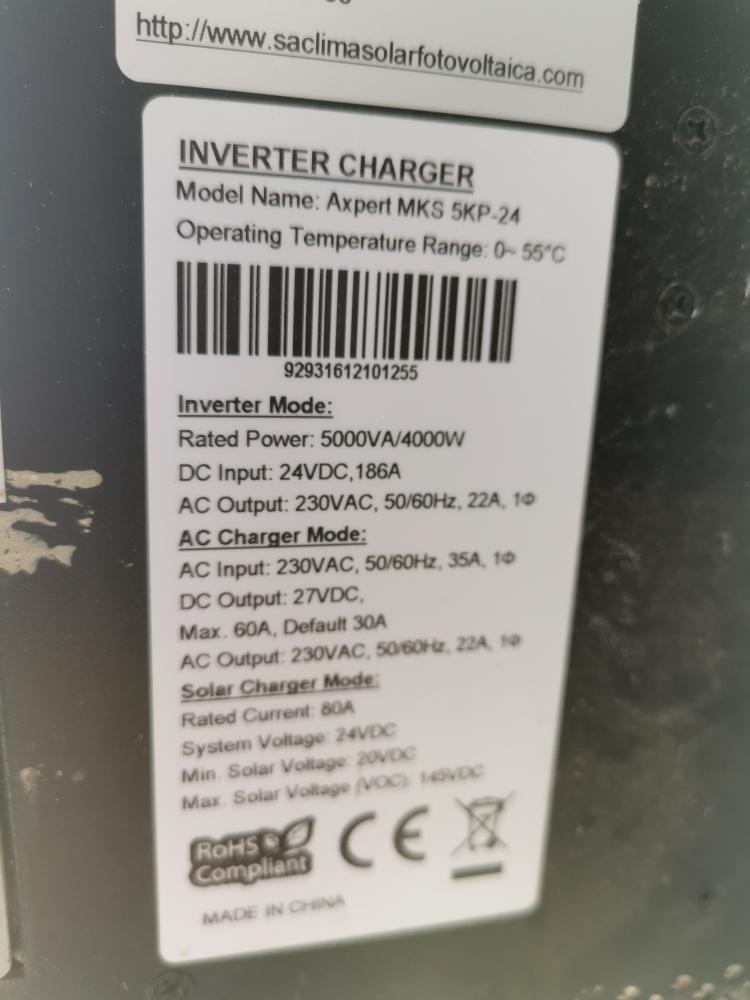 http://www.saclimasolarfotovoltaica.com
INVERTER CHARGER
Model Name: Axpert MKS 5KP-24
Operating Temperature Range: 0~ 55°C
92931612101255
Inverter Mode:
Rated Power: 5000VA/4000W
DC Input: 24VDC,186A
AC Output: 230VAC, 50/60Hz, 22A, 1Φ
AC Charger Mode:
AC Input: 230VAC, 50/60Hz, 35A, 1Φ
DC Output: 27VDC,
Max. 60A, Default 30A
AC Output: 230VAC, 50/60Hz, 22A, 1Φ
Solar Charger Mode:
Rated Current: 80A
System Voltage: 24VDC
Min. Solar Voltage: 20VDC
Max. Solar Voltage (VOC): 145VDC
RoHS
Compliant
CE
MADE IN CHINA